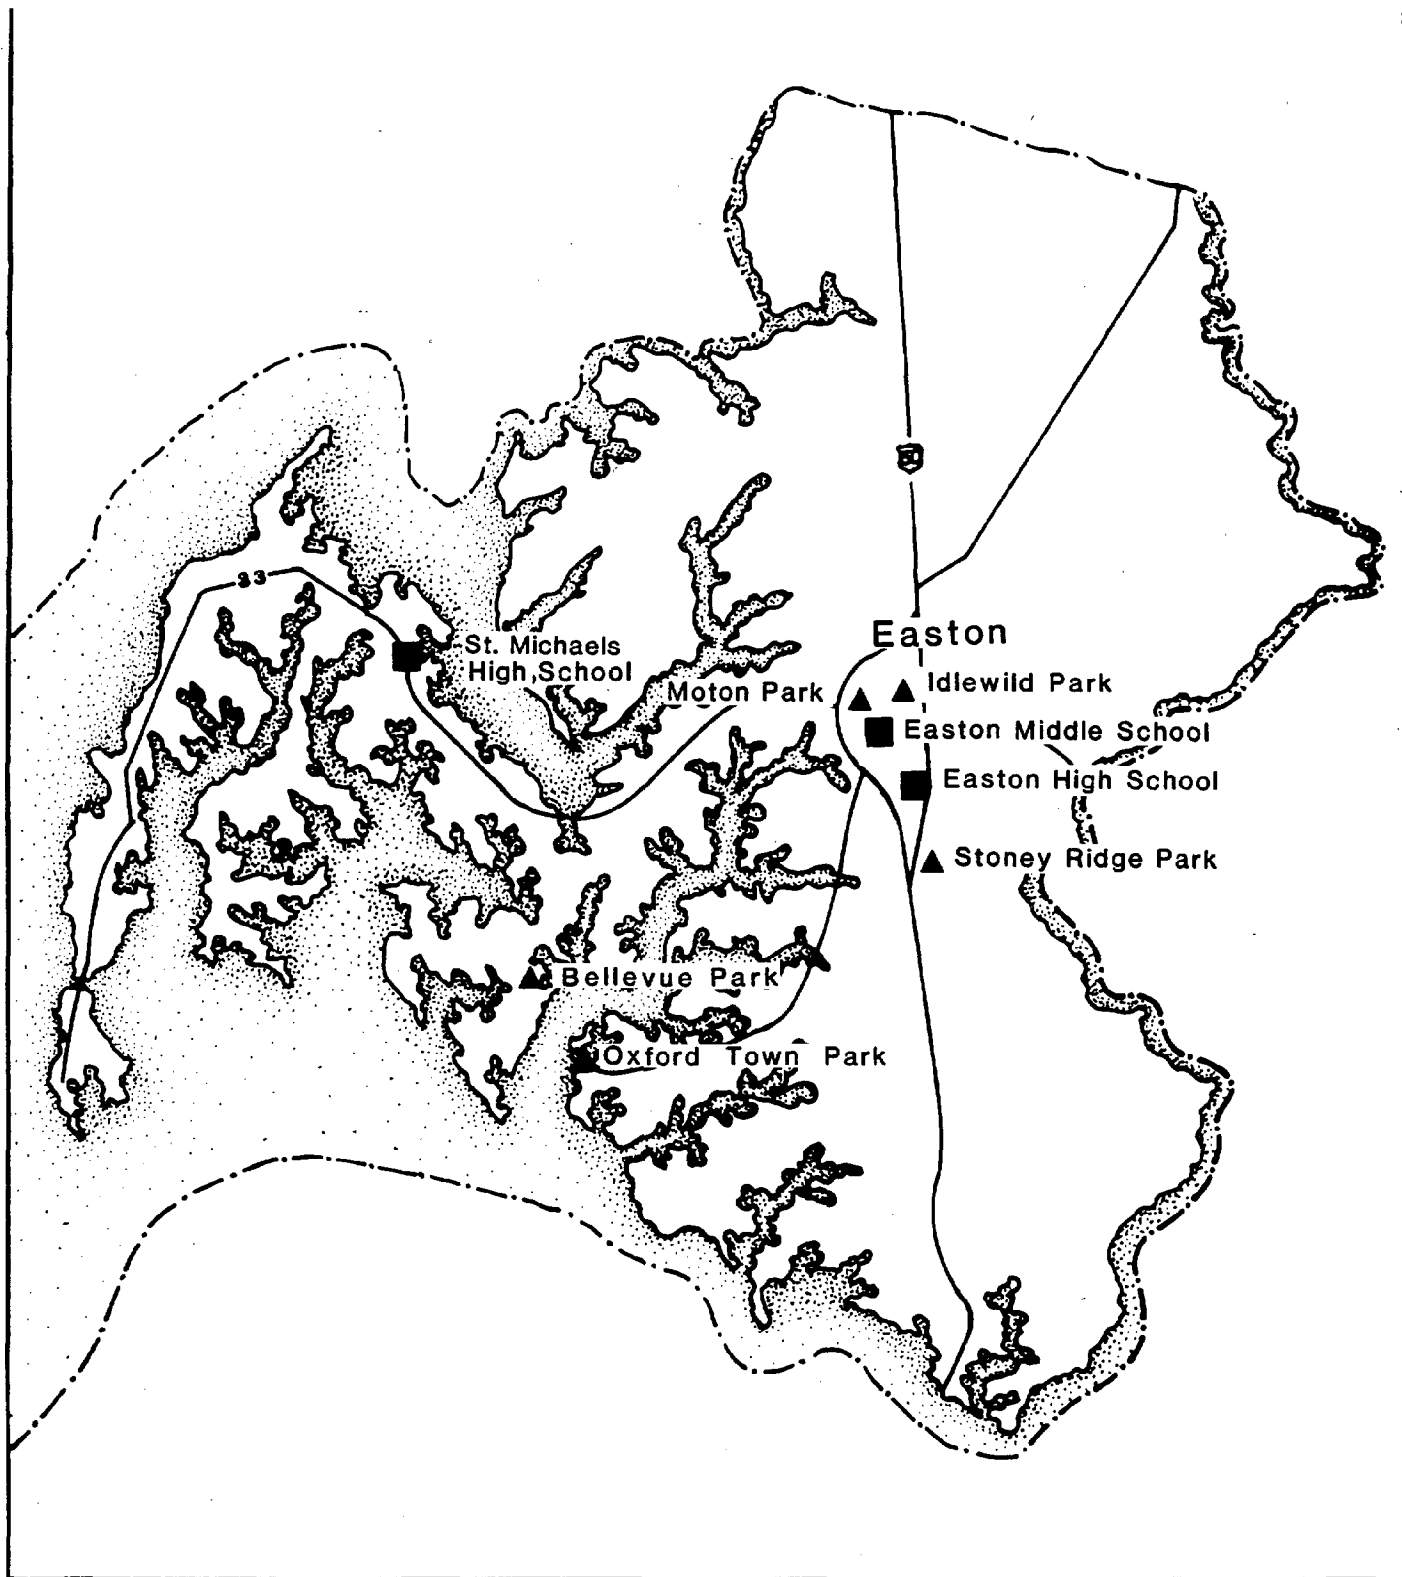 33
St. Michaels
High School
Easton
Moton Park
Idlewild Park
Easton Middle School
Easton High School
Stoney Ridge Park
Bellevue Park
Oxford Town Park